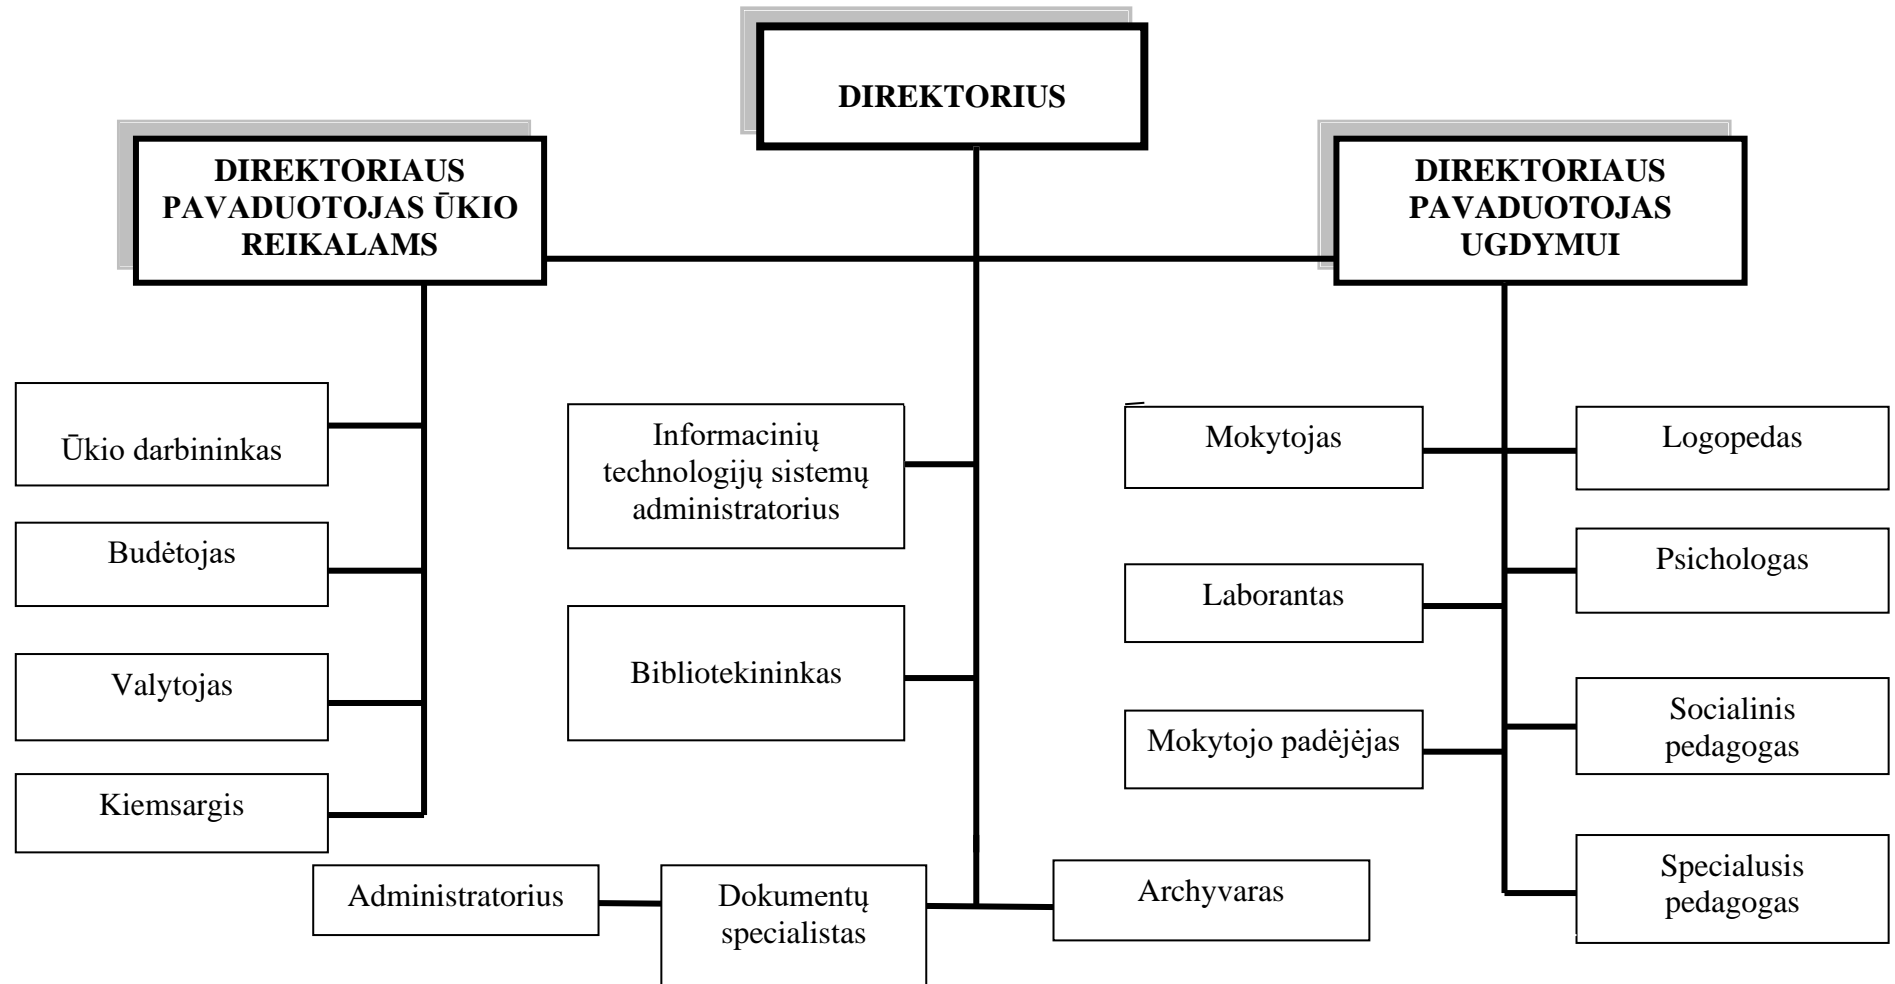 DIREKTORIUS
DIREKTORIAUS
PAVADUOTOJAS ŪKIO
REIKALAMS
DIREKTORIAUS
PAVADUOTOJAS
UGDYMUI
Ūkio darbininkas
Budėtojas
Valytojas
Kiemsargis
Informacinių
technologijų sistemų
administratorius
Bibliotekininkas
Administratorius
Dokumentų
specialistas
Archyvaras
Mokytojas
Laborantas
Mokytojo padėjėjas
Logopedas
Psichologas
Socialinis
pedagogas
Specialusis
pedagogas